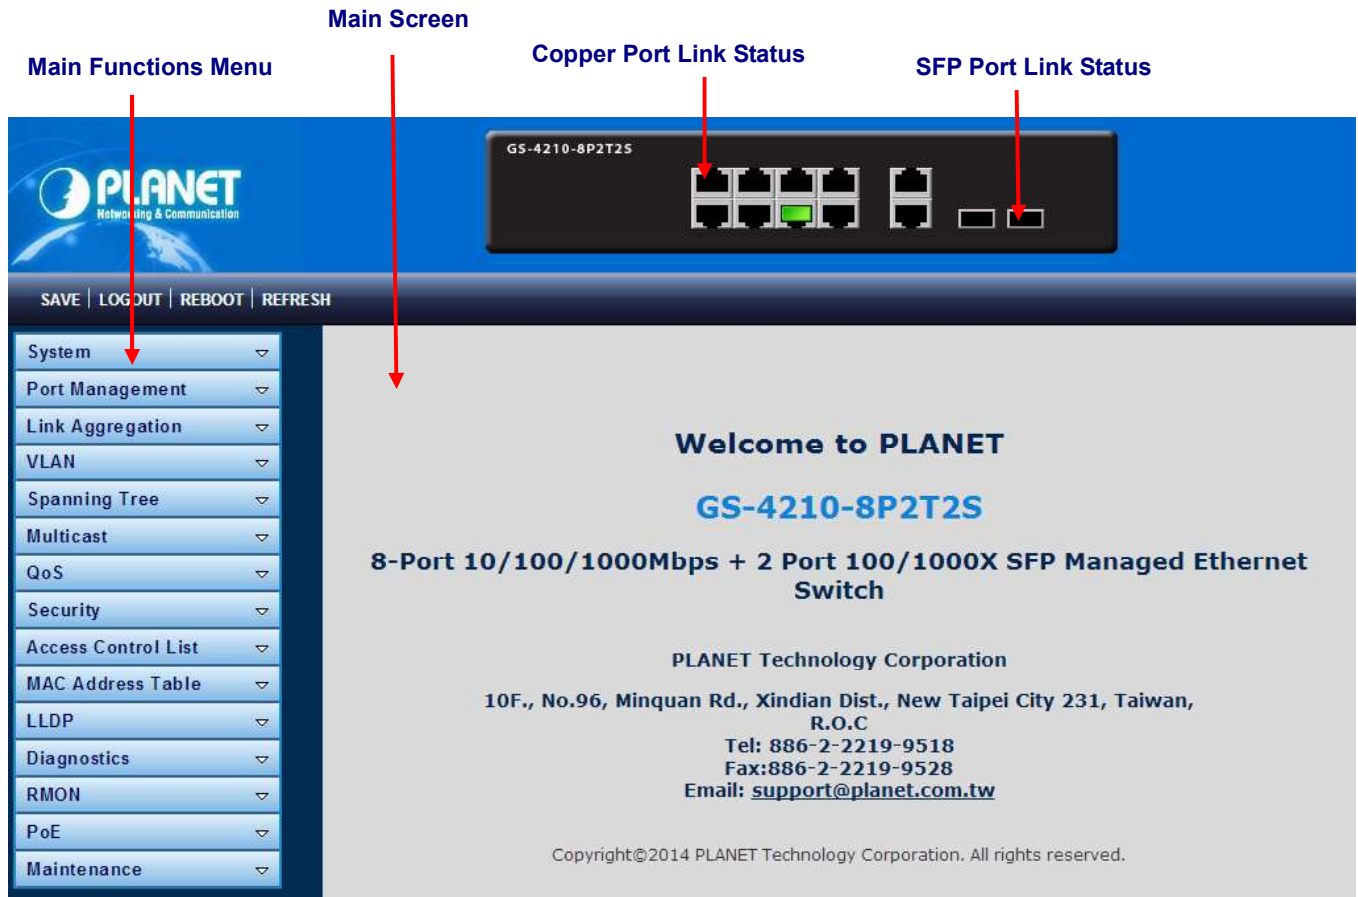 Main Screen
Main Functions Menu
Copper Port Link Status
SFP Port Link Status
PLANET
Networking & Communication
GS-4210-8P2T2S
SAVE | LOGOUT | REBOOT | REFRESH
System
Port Management
Link Aggregation
VLAN
Spanning Tree
Multicast
QoS
Security
Access Control List
MAC Address Table
LLDP
Diagnostics
RMON
PoE
Maintenance
Welcome to PLANET
GS-4210-8P2T2S
8-Port 10/100/1000Mbps + 2 Port 100/1000X SFP Managed Ethernet
Switch
PLANET Technology Corporation
10F., No.96, Minquan Rd., Xindian Dist., New Taipei City 231, Taiwan,
R.O.C
Tel: 886-2-2219-9518
Fax:886-2-2219-9528
Email: support@planet.com.tw
Copyright©2014 PLANET Technology Corporation. All rights reserved.